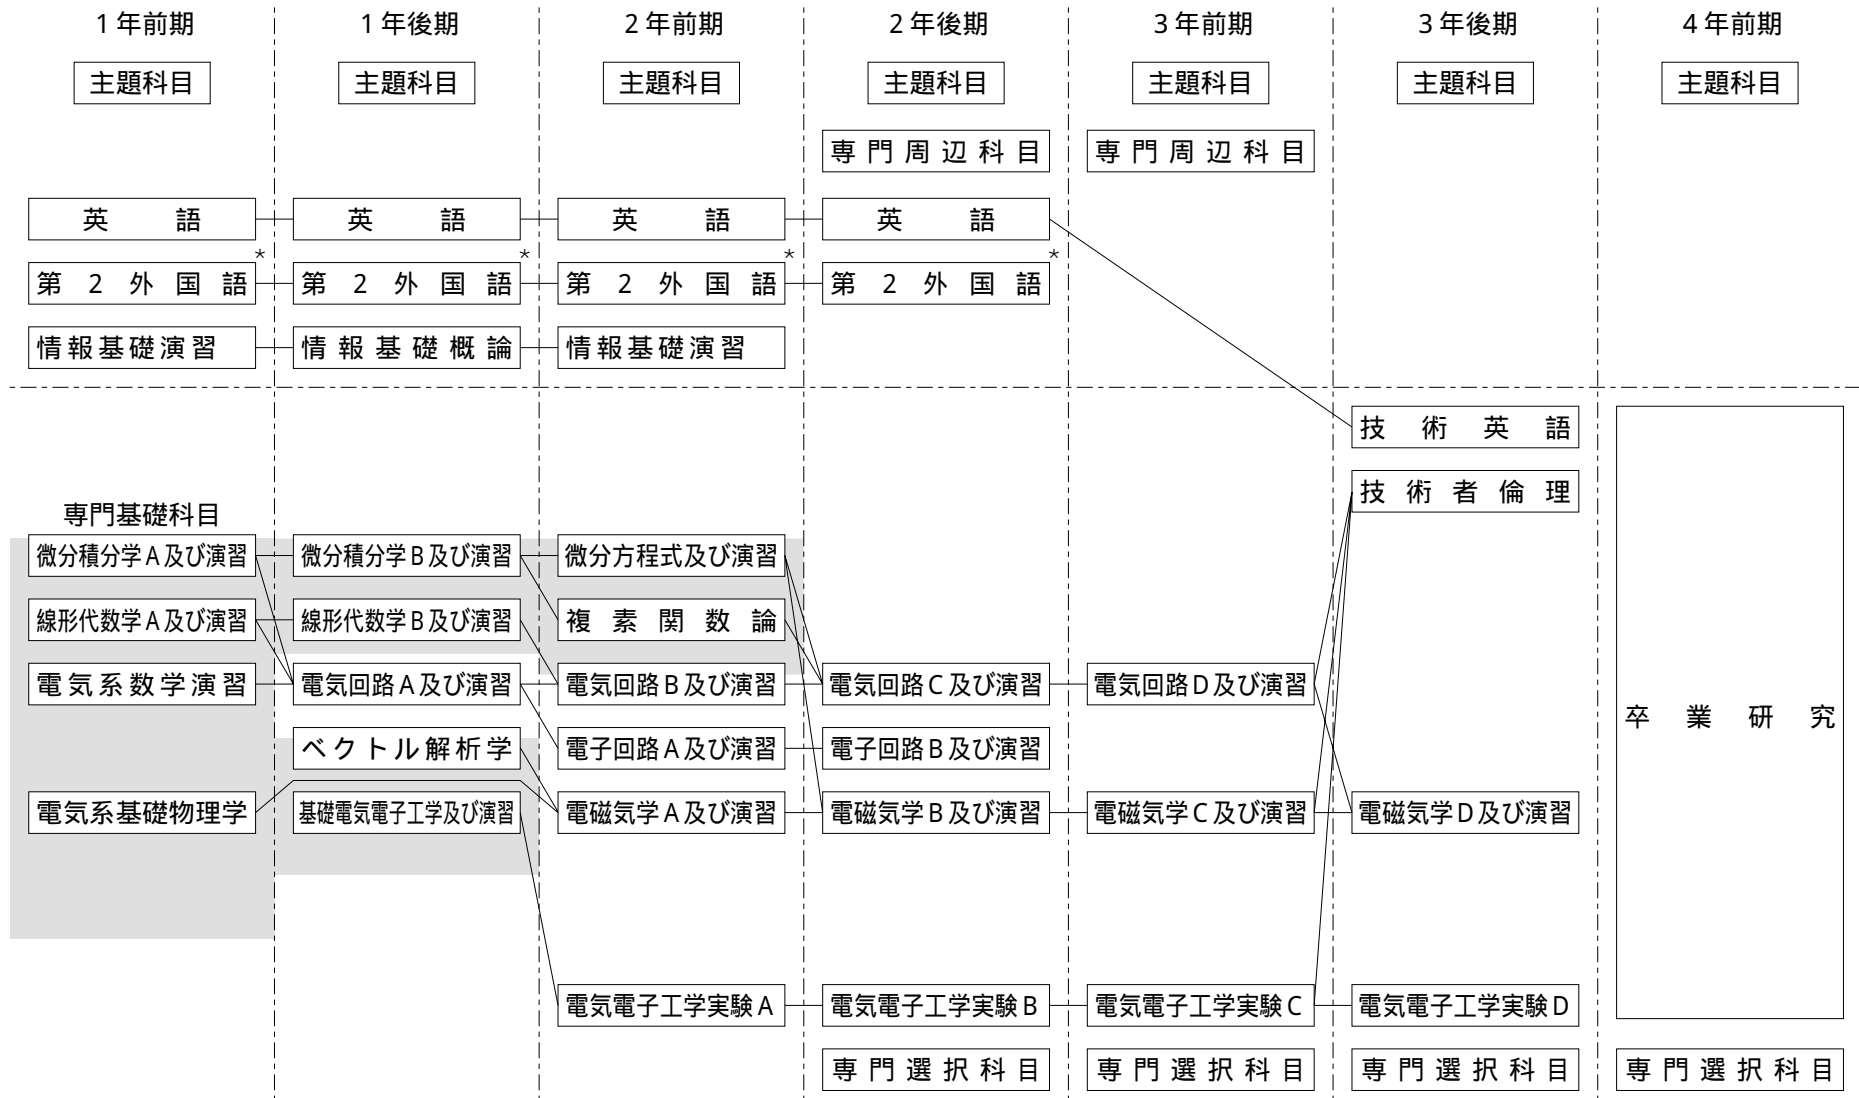 1年前期 1年後期 2年前期 2年後期 3年前期 3年後期 4年前期
主題科目 主題科目 主題科目 主題科目 主題科目 主題科目 主題科目
専門周辺科目 専門周辺科目
英語 英語 英語 英語
第2外国語* 第2外国語* 第2外国語* 第2外国語*
情報基礎演習 情報基礎概論 情報基礎演習
技術英語
技術者倫理
専門基礎科目
微分積分学A及び演習 微分積分学B及び演習 微分方程式及び演習
線形代数学A及び演習 線形代数学B及び演習 複素関数論
電気系数学演習 電気回路A及び演習 電気回路B及び演習 電気回路C及び演習 電気回路D及び演習
卒業研究
ベクトル解析学 電子回路A及び演習 電子回路B及び演習
電気系基礎物理学 基礎電気電子工学及び演習 電磁気学A及び演習 電磁気学B及び演習 電磁気学C及び演習 電磁気学D及び演習
電気電子工学実験A 電気電子工学実験B 電気電子工学実験C 電気電子工学実験D
専門選択科目 専門選択科目 専門選択科目 専門選択科目